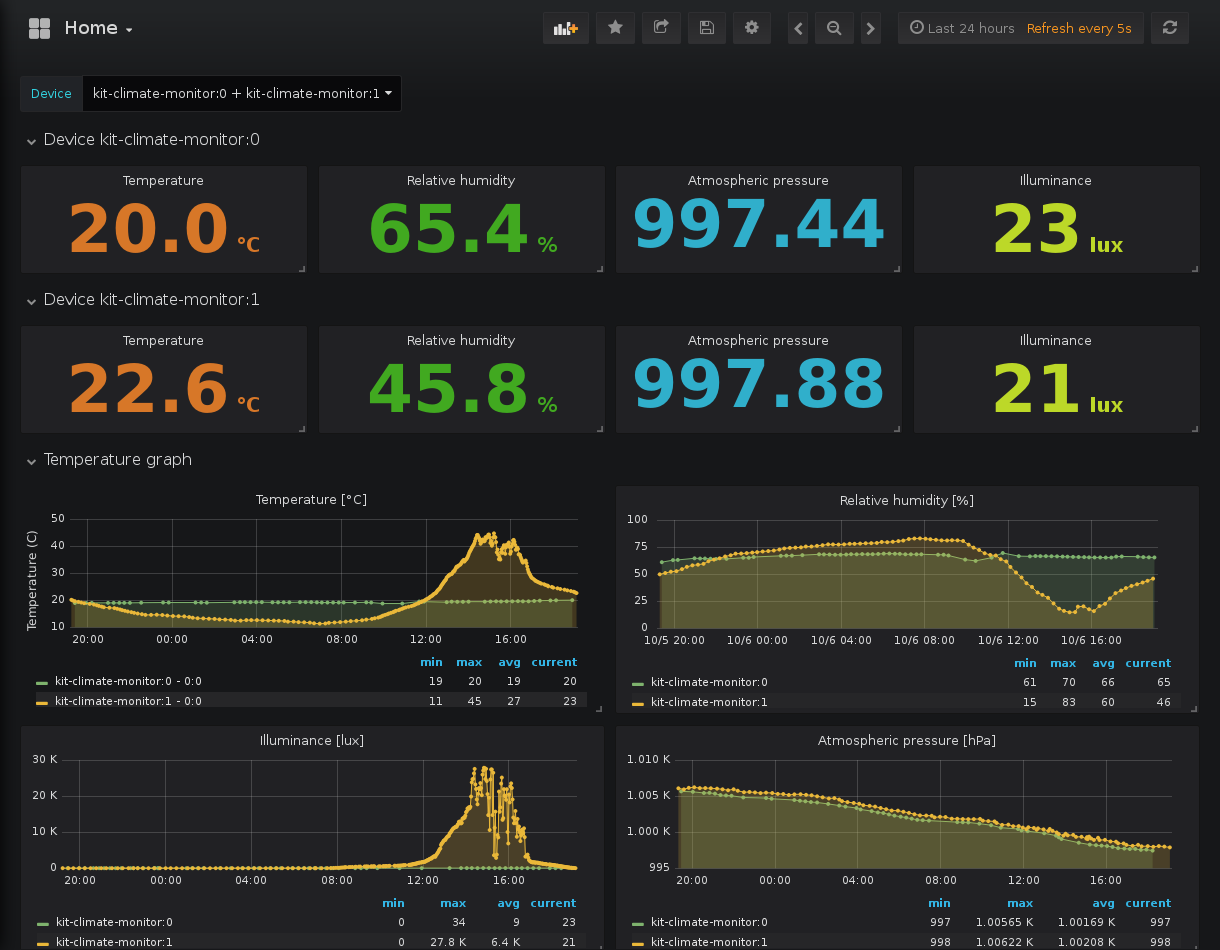 Home
Last 24 hours Refresh every 5s
Device kit-climate-monitor:0 + kit-climate-monitor:1
Device kit-climate-monitor:0
Temperature Relative humidity Atmospheric pressure Illuminance
20.0 °C 65.4 % 997.44 23 lux
Device kit-climate-monitor:1
Temperature Relative humidity Atmospheric pressure Illuminance
22.6 °C 45.8 % 997.88 21 lux
Temperature graph
Temperature [°C]
Temperature (C)
50
40
30
20
10
20:00 00:00 04:00 08:00 12:00 16:00
min max avg current
kit-climate-monitor:0 - 0:0 19 20 19 20
kit-climate-monitor:1 - 0:0 11 45 27 23
Relative humidity [%]
100
75
50
25
0
10/5 20:00 10/6 00:00 10/6 04:00 10/6 08:00 10/6 12:00 10/6 16:00
min max avg current
kit-climate-monitor:0 61 70 66 65
kit-climate-monitor:1 15 83 60 46
Illuminance [lux]
30 K
20 K
10 K
0
20:00 00:00 04:00 08:00 12:00 16:00
min max avg current
kit-climate-monitor:0 0 34 9 23
kit-climate-monitor:1 0 27.8 K 6.4 K 21
Atmospheric pressure [hPa]
1.010 K
1.005 K
1.000 K
995
20:00 00:00 04:00 08:00 12:00 16:00
min max avg current
kit-climate-monitor:0 997 1.00565 K 1.00169 K 997
kit-climate-monitor:1 998 1.00622 K 1.00208 K 998